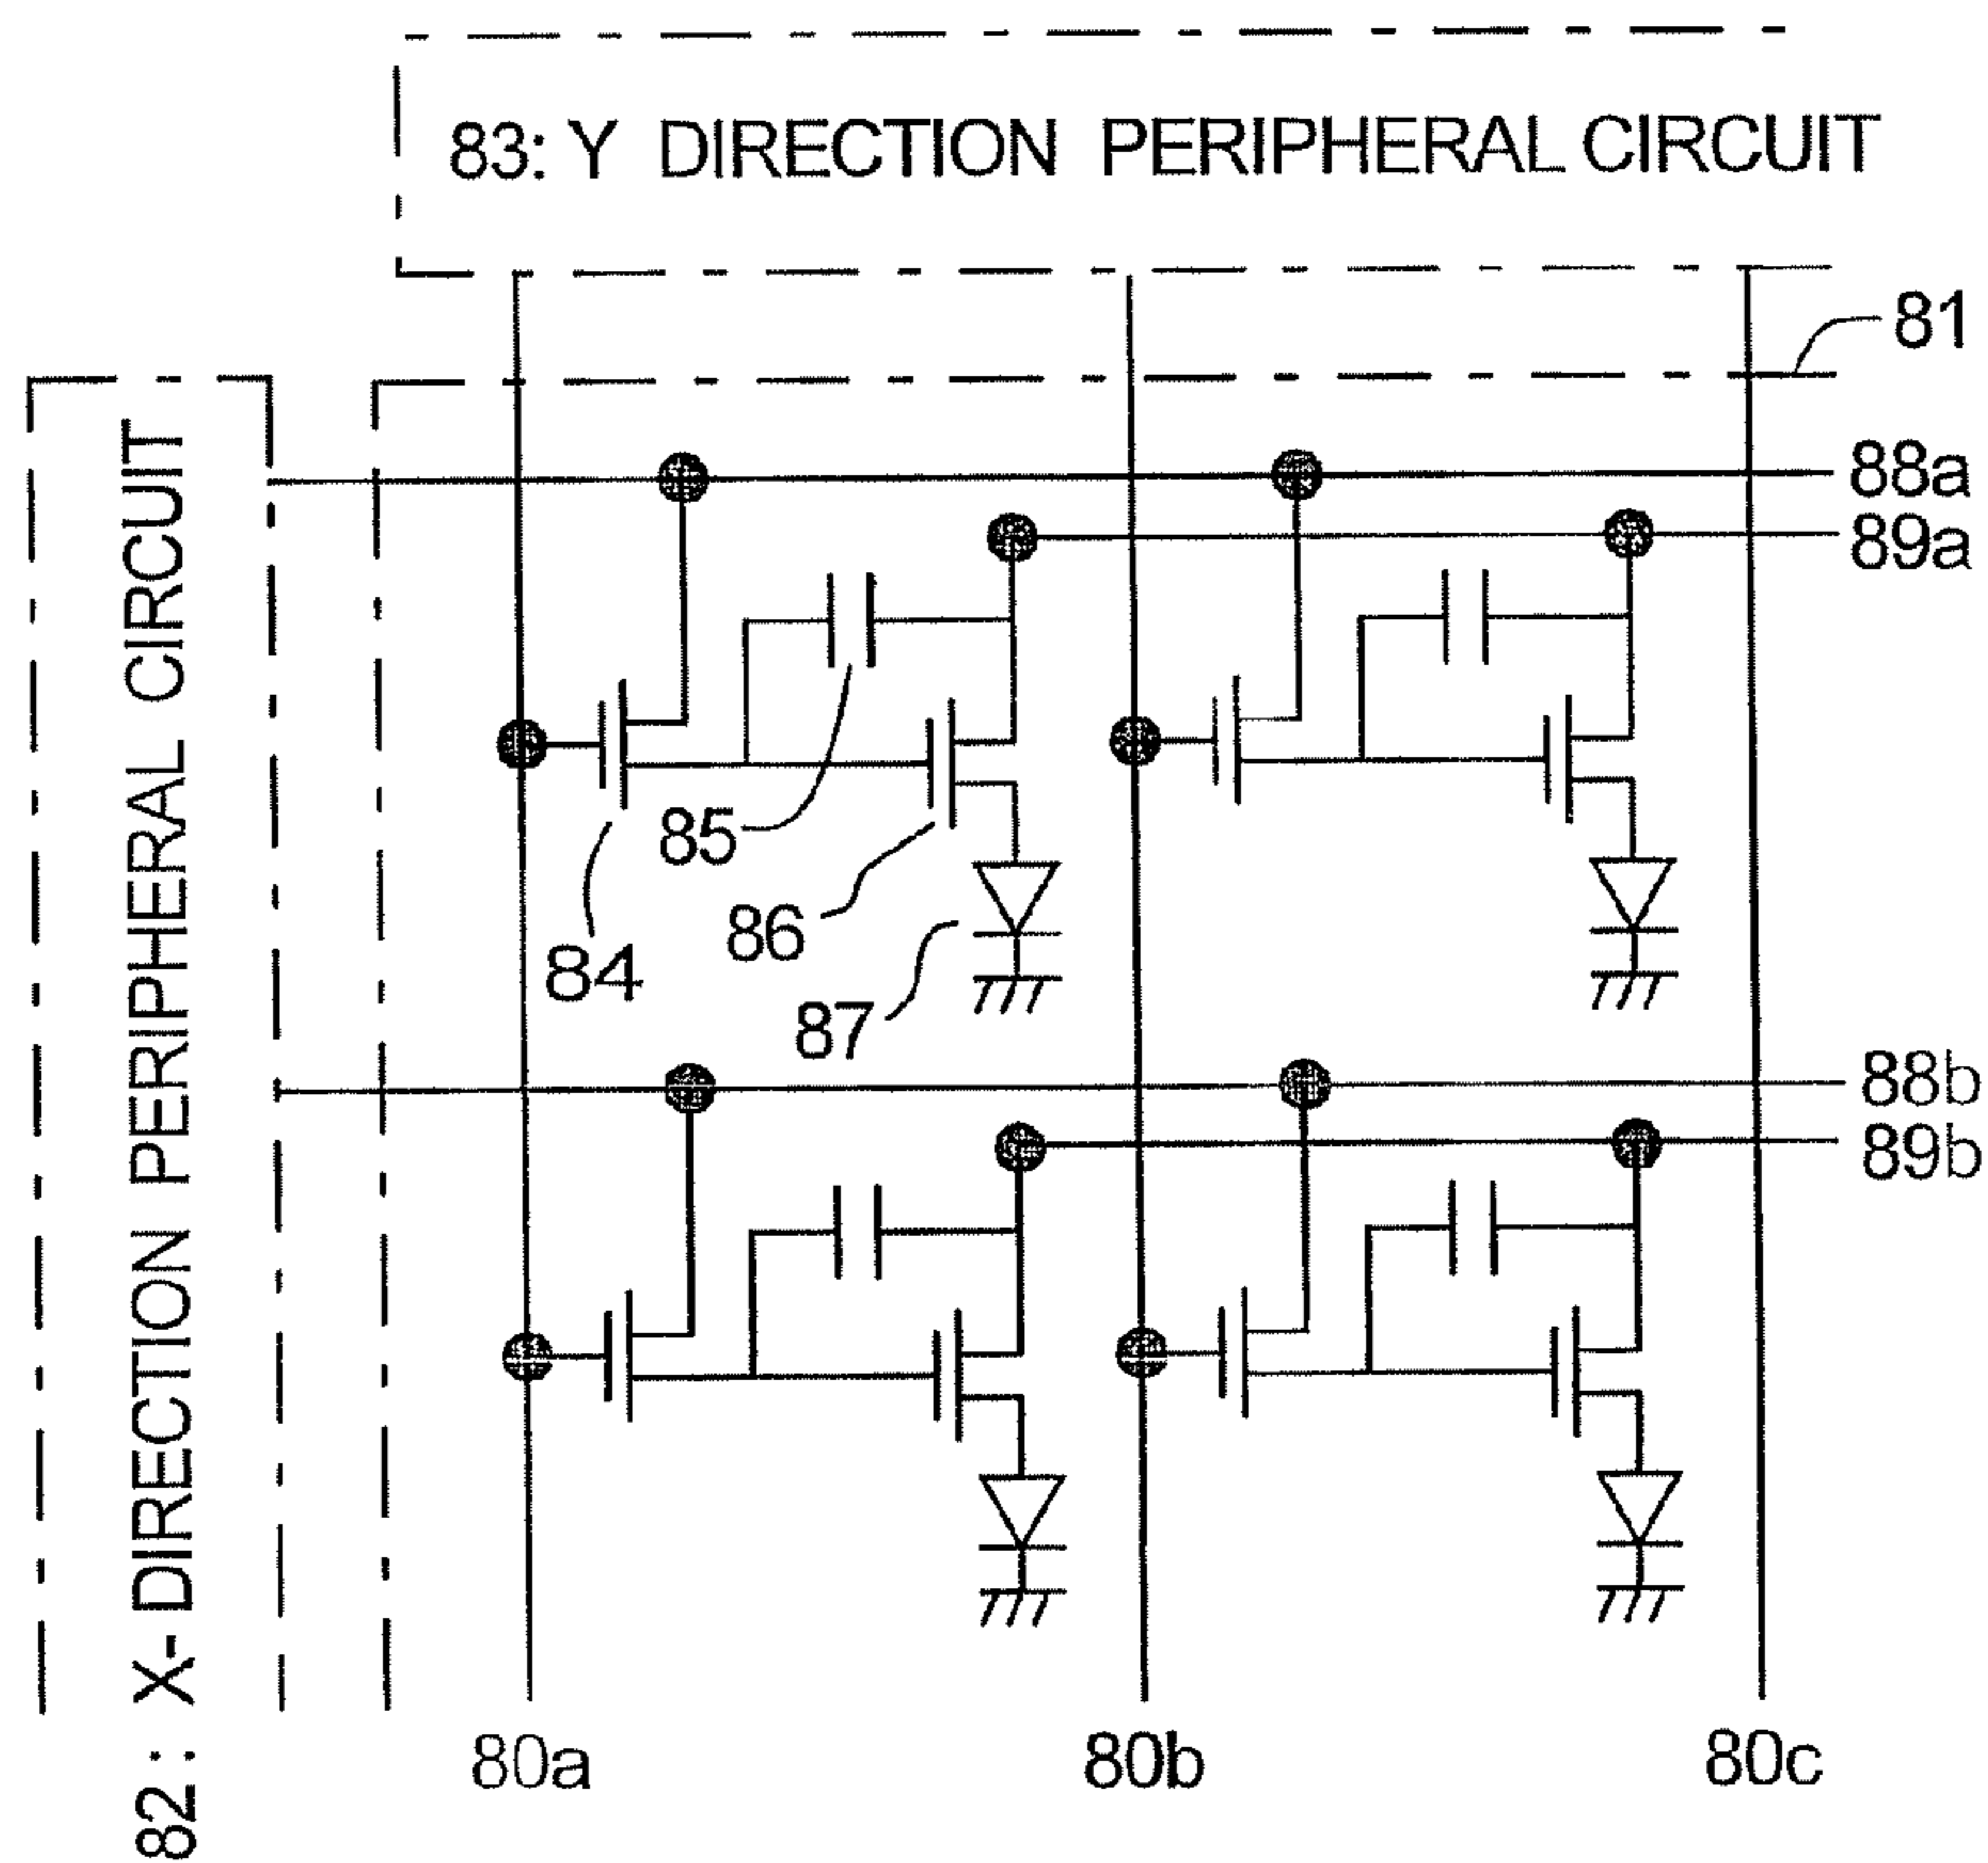 83: Y DIRECTION PERIPHERAL CIRCUIT
81
82: X-DIRECTION PERIPHERAL CIRCUIT
88a
89a
85
86
84
87
88b
89b
80a
80b
80c